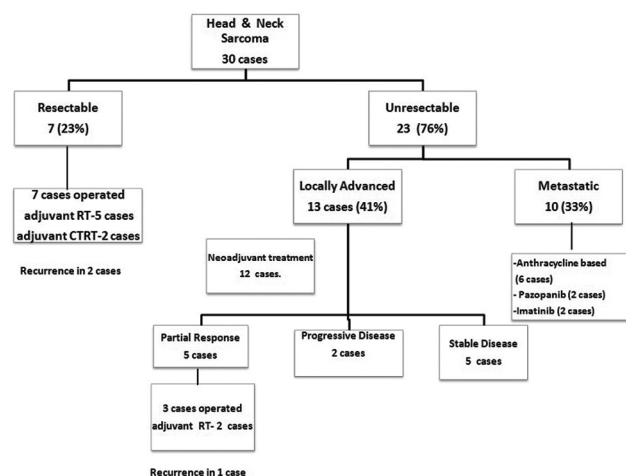 Head & Neck
Sarcoma
30 cases
Resectable
7 (23%)
Unresectable
23 (76%)
7 cases operated
adjuvant RT-5 cases
adjuvant CTRT-2 cases
Recurrence in 2 cases
Locally Advanced
13 cases (41%)
Metastatic
10 (33%)
Neoadjuvant treatment
12 cases.
-Anthracycline based
(6 cases)
- Pazopanib (2 cases)
-Imatinib (2 cases)
Partial Response
5 cases
Progressive Disease
2 cases
Stable Disease
5 cases
3 cases operated
adjuvant RT- 2 cases
Recurrence in 1 case